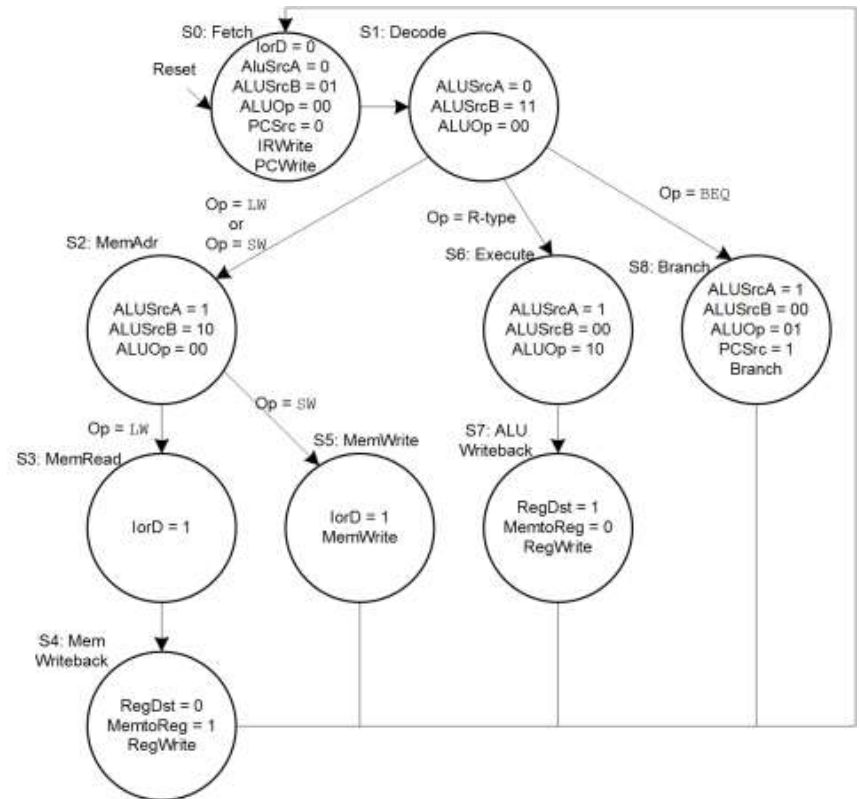 S0: Fetch
IorD = 0
AluSrcA = 0
ALUSrcB = 01
ALUOp = 00
PCSrc = 0
IRWrite
PCWrite
Reset
S1: Decode
ALUSrcA = 0
ALUSrcB = 11
ALUOp = 00
Op = LW
or
Op = SW
Op = R-type
Op = BEQ
S2: MemAdr
ALUSrcA = 1
ALUSrcB = 10
ALUOp = 00
S6: Execute
ALUSrcA = 1
ALUSrcB = 00
ALUOp = 10
S8: Branch
ALUSrcA = 1
ALUSrcB = 00
ALUOp = 01
PCSrc = 1
Branch
Op = LW
Op = SW
S3: MemRead
IorD = 1
S5: MemWrite
IorD = 1
MemWrite
S7: ALU
Writeback
RegDst = 1
MemtoReg = 0
RegWrite
S4: Mem
Writeback
RegDst = 0
MemtoReg = 1
RegWrite